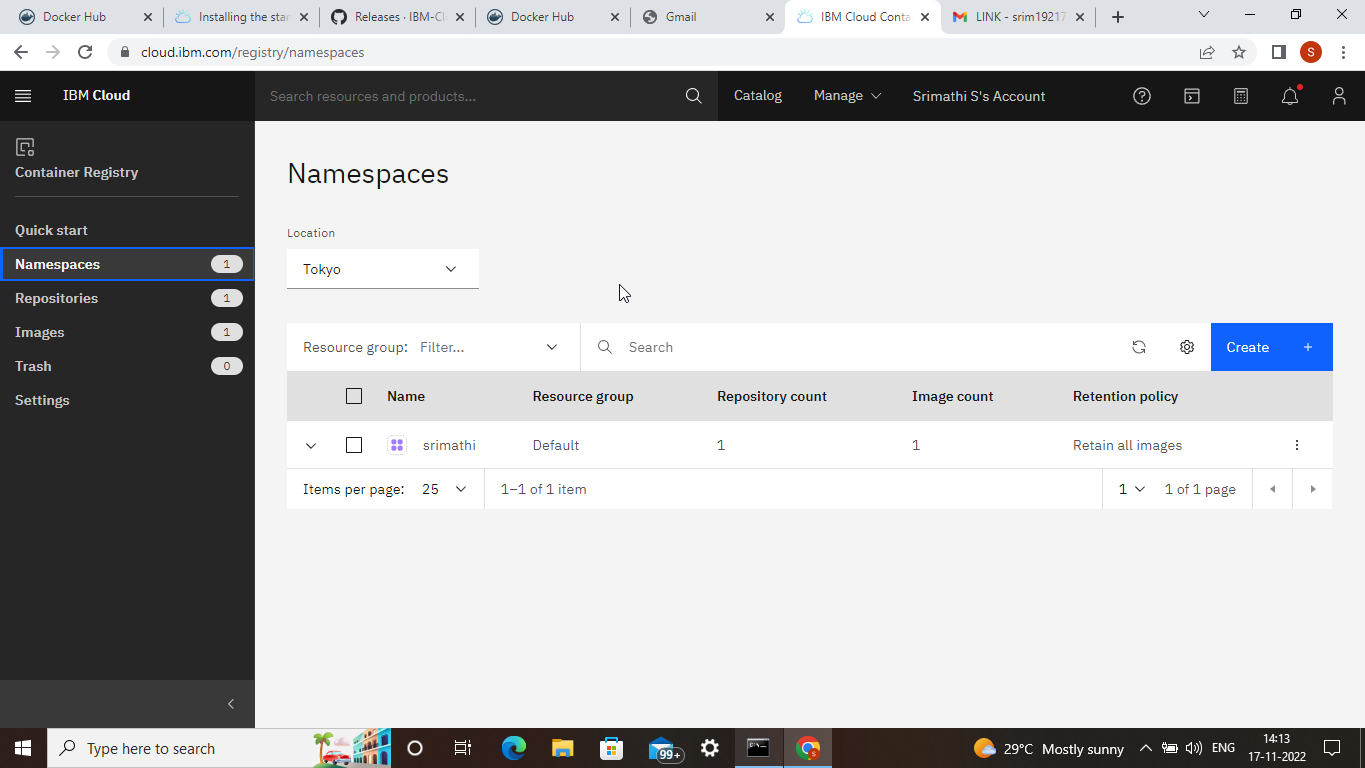 Docker Hub
Installing the star
Releases · IBM-Cl
Docker Hub
Gmail
IBM Cloud Conta
LINK - srim19217
cloud.ibm.com/registry/namespaces
S
IBM Cloud
Search resources and products...
Catalog
Manage
Srimathi S's Account
Container Registry
Quick start
Namespaces 1
Repositories 1
Images 1
Trash 0
Settings
Namespaces
Location
Tokyo
Resource group: Filter...
Search
Create +
Name Resource group Repository count Image count Retention policy
srimathi Default 1 1 Retain all images
Items per page: 25 1–1 of 1 item 1 1 of 1 page
Type here to search
99+
29°C Mostly sunny
ENG
14:13
17-11-2022